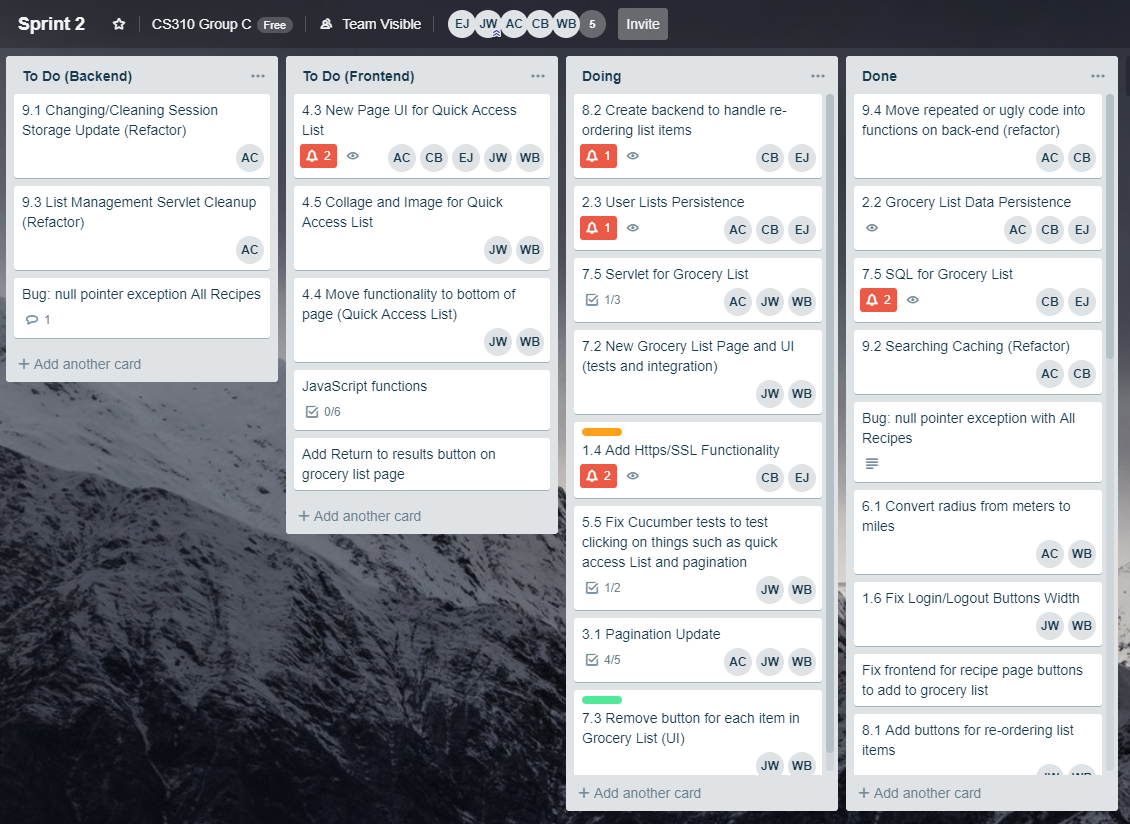 Sprint 2
CS310 Group C Free
Team Visible
EJ JW AC CB WB 5
Invite
To Do (Backend)
9.1 Changing/Cleaning Session
Storage Update (Refactor)
AC
9.3 List Management Servlet Cleanup
(Refactor)
AC
Bug: null pointer exception All Recipes
1
+ Add another card
To Do (Frontend)
4.3 New Page UI for Quick Access
List
2 AC CB EJ JW WB
4.5 Collage and Image for Quick
Access List
JW WB
4.4 Move functionality to bottom of
page (Quick Access List)
JW WB
JavaScript functions
0/6
Add Return to results button on
grocery list page
+ Add another card
Doing
8.2 Create backend to handle re-
ordering list items
1 CB EJ
2.3 User Lists Persistence
1 AC CB EJ
7.5 Servlet for Grocery List
1/3 AC JW WB
7.2 New Grocery List Page and UI
(tests and integration)
JW WB
1.4 Add Https/SSL Functionality
2 CB EJ
5.5 Fix Cucumber tests to test
clicking on things such as quick
access List and pagination
1/2 JW WB
3.1 Pagination Update
4/5 AC JW WB
7.3 Remove button for each item in
Grocery List (UI)
JW WB
+ Add another card
Done
9.4 Move repeated or ugly code into
functions on back-end (refactor)
AC CB
2.2 Grocery List Data Persistence
AC CB EJ
7.5 SQL for Grocery List
2 CB EJ
9.2 Searching Caching (Refactor)
AC CB
Bug: null pointer exception with All
Recipes
6.1 Convert radius from meters to
miles
AC WB
1.6 Fix Login/Logout Buttons Width
JW WB
Fix frontend for recipe page buttons
to add to grocery list
8.1 Add buttons for re-ordering list
items
JW WB
+ Add another card